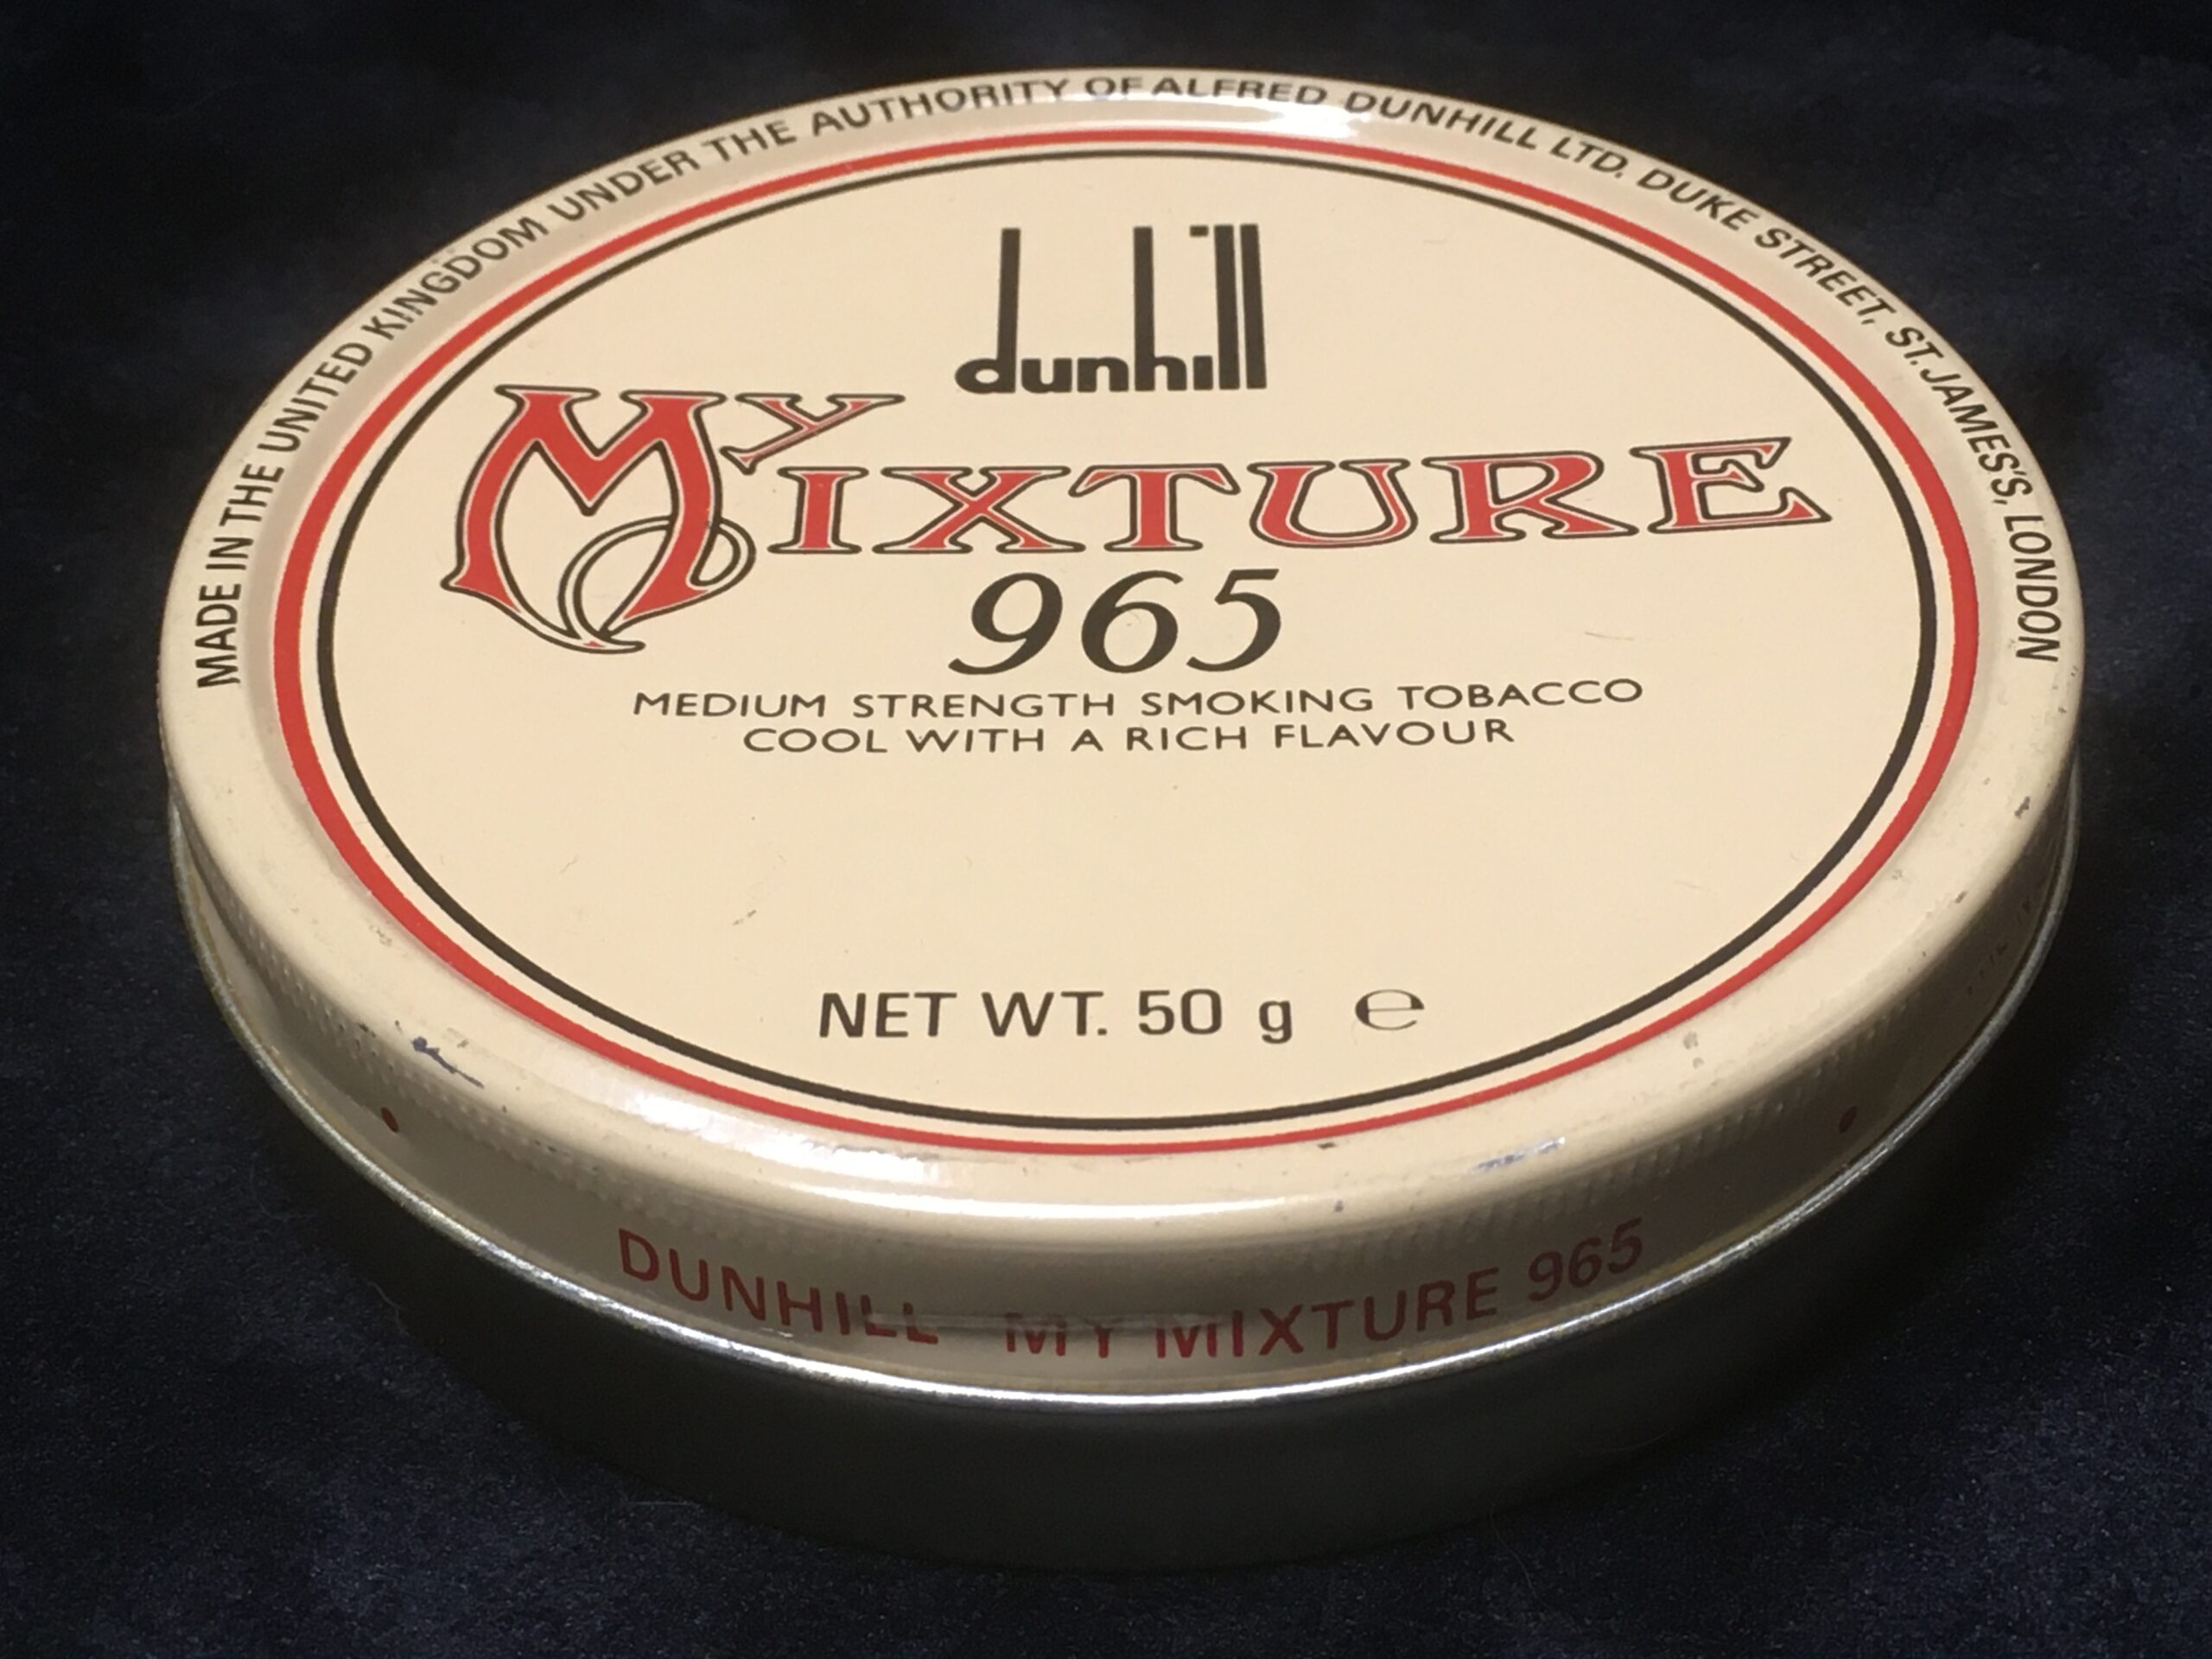 MADE IN THE UNITED KINGDOM UNDER THE AUTHORITY OF ALFRED DUNHILL LTD. DUKE STREET, ST. JAMES'S, LONDON
dunhill
MY MIXTURE
965
MEDIUM STRENGTH SMOKING TOBACCO
COOL WITH A RICH FLAVOUR
NET WT. 50 g ℮
DUNHILL MY MIXTURE 965